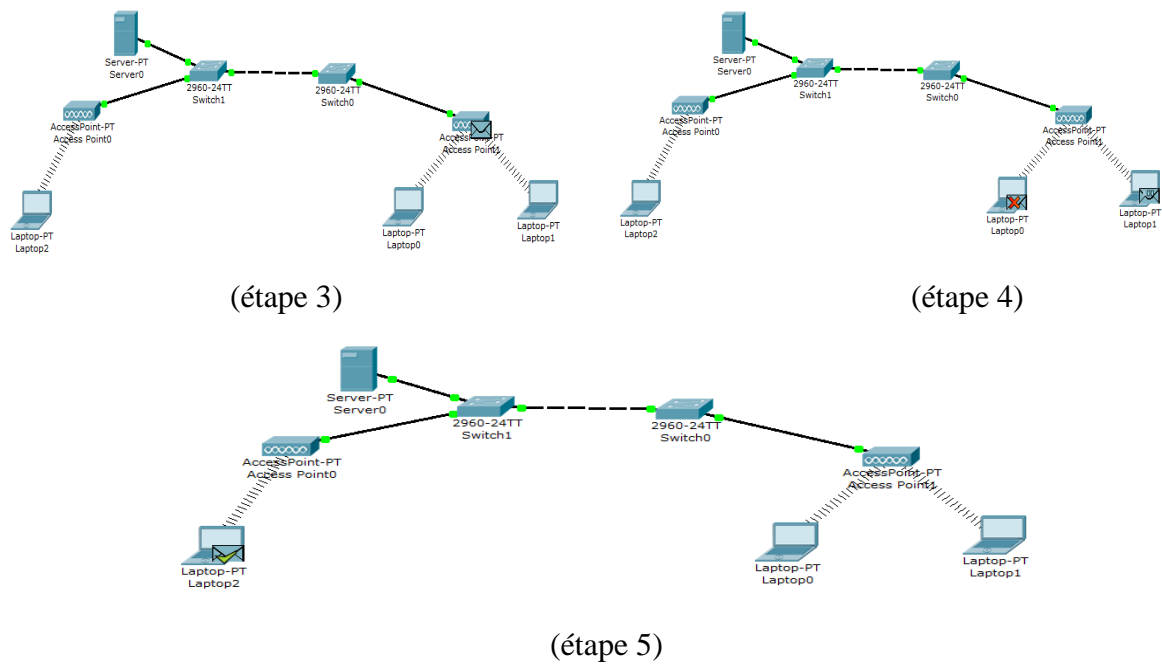 Server-PT
Server0
2960-24TT
Switch1
2960-24TT
Switch0
AccessPoint-PT
Access Point0
AccessPoint-PT
Access Point1
Laptop-PT
Laptop2
Laptop-PT
Laptop0
Laptop-PT
Laptop1
(étape 3)
Server-PT
Server0
2960-24TT
Switch1
2960-24TT
Switch0
AccessPoint-PT
Access Point0
AccessPoint-PT
Access Point1
Laptop-PT
Laptop2
Laptop-PT
Laptop0
Laptop-PT
Laptop1
(étape 4)
Server-PT
Server0
2960-24TT
Switch1
2960-24TT
Switch0
AccessPoint-PT
Access Point0
AccessPoint-PT
Access Point1
Laptop-PT
Laptop2
Laptop-PT
Laptop0
Laptop-PT
Laptop1
(étape 5)